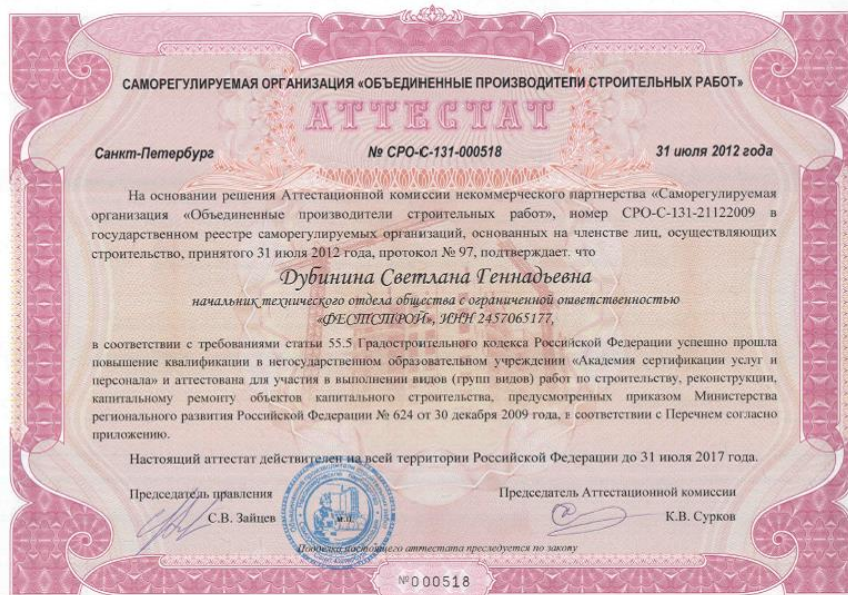 САМОРЕГУЛИРУЕМАЯ ОРГАНИЗАЦИЯ «ОБЪЕДИНЕННЫЕ ПРОИЗВОДИТЕЛИ СТРОИТЕЛЬНЫХ РАБОТ»
АТТЕСТАТ
Санкт-Петербург № СРО-С-131-000518 31 июля 2012 года
На основании решения Аттестационной комиссии некоммерческого партнерства «Саморегулируемая
организация «Объединенные производители строительных работ», номер СРО-С-131-21122009 в
государственном реестре саморегулируемых организаций, основанных на членстве лиц, осуществляющих
строительство, принятого 31 июля 2012 года, протокол № 97, подтверждает, что
Дубинина Светлана Геннадьевна
начальник технического отдела общества с ограниченной ответственностью
«ФЕСТСТРОЙ», ИНН 2457065177,
в соответствии с требованиями статьи 55.5 Градостроительного кодекса Российской Федерации успешно прошла
повышение квалификации в негосударственном образовательном учреждении «Академия сертификации услуг и
персонала» и аттестована для участия в выполнении видов (групп видов) работ по строительству, реконструкции,
капитальному ремонту объектов капитального строительства, предусмотренных приказом Министерства
регионального развития Российской Федерации № 624 от 30 декабря 2009 года, в соответствии с Перечнем согласно
приложению.
Настоящий аттестат действителен на всей территории Российской Федерации до 31 июля 2017 года.
Председатель правления Председатель Аттестационной комиссии
С.В. Зайцев м.п. К.В. Сурков
Подделка настоящего аттестата преследуется по закону
№000518